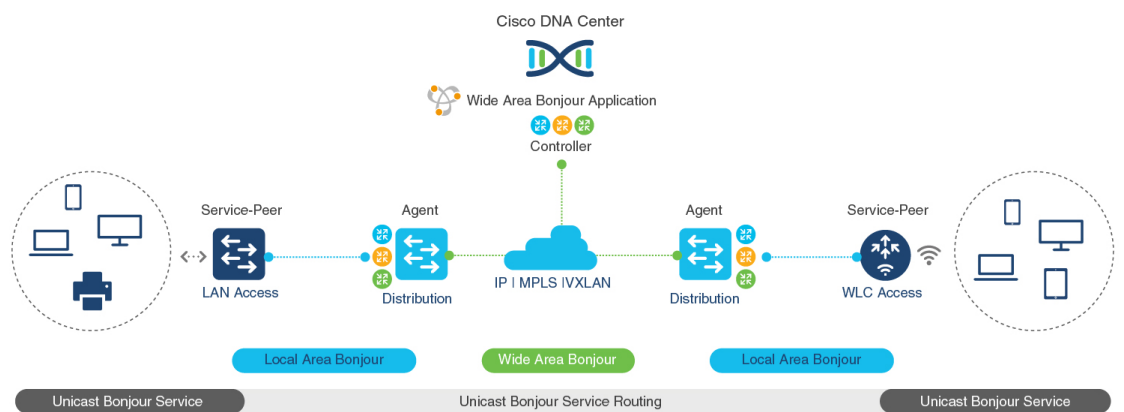 Cisco DNA Center
Wide Area Bonjour Application
Controller
Service-Peer
Agent
Agent
Service-Peer
LAN Access
Distribution
IP | MPLS |VXLAN
Distribution
WLC Access
Local Area Bonjour
Wide Area Bonjour
Local Area Bonjour
Unicast Bonjour Service
Unicast Bonjour Service Routing
Unicast Bonjour Service